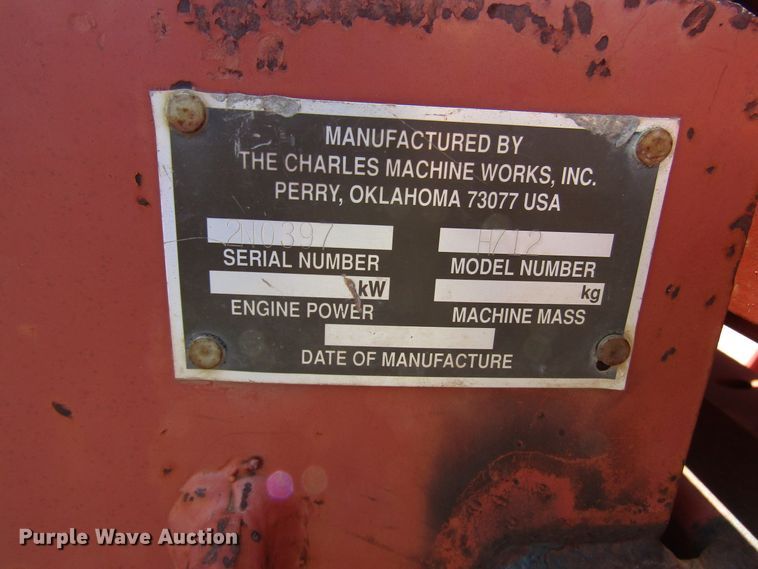 MANUFACTURED BY
THE CHARLES MACHINE WORKS, INC.
PERRY, OKLAHOMA 73077 USA
2N0397
SERIAL NUMBER
H712
MODEL NUMBER
kW
ENGINE POWER
kg
MACHINE MASS
DATE OF MANUFACTURE
Purple Wave Auction®